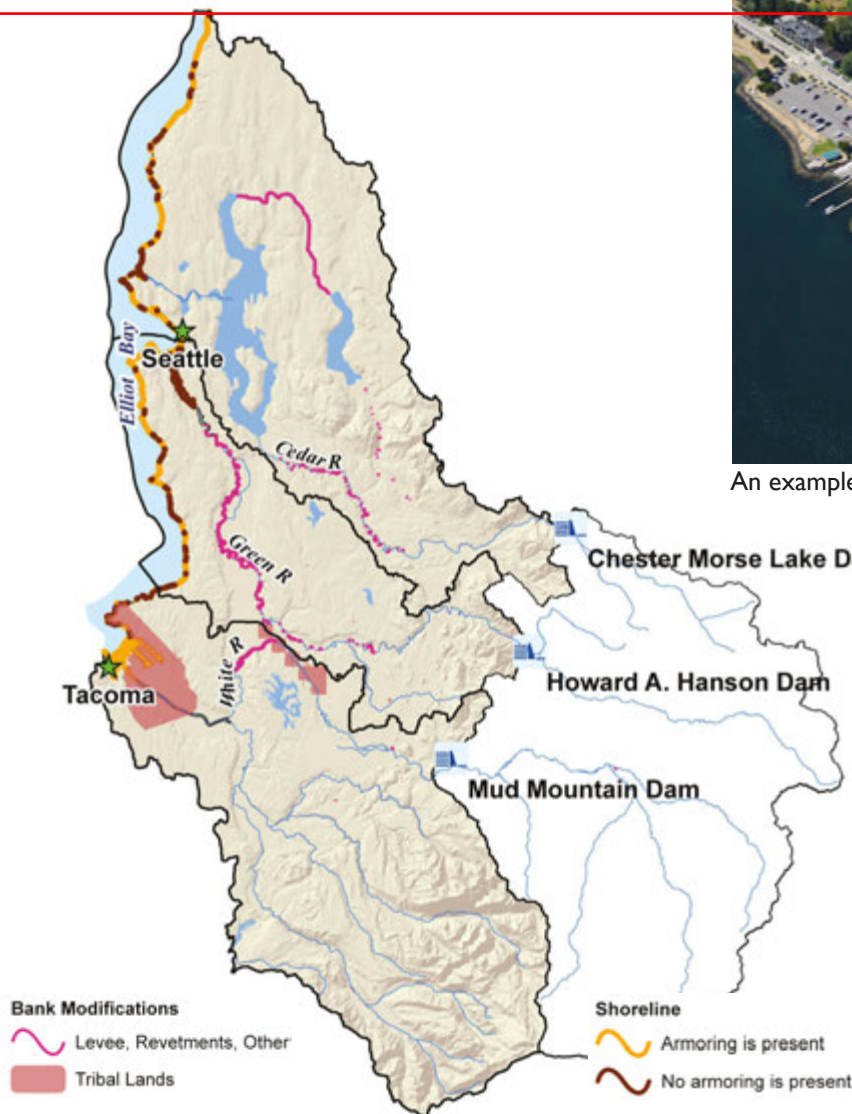 An example
Elliot Bay
Seattle
Cedar R
Green R
Chester Morse Lake D
White R
Howard A. Hanson Dam
Tacoma
Mud Mountain Dam
Bank Modifications
Levee, Revetments, Other
Tribal Lands
Shoreline
Armoring is present
No armoring is present